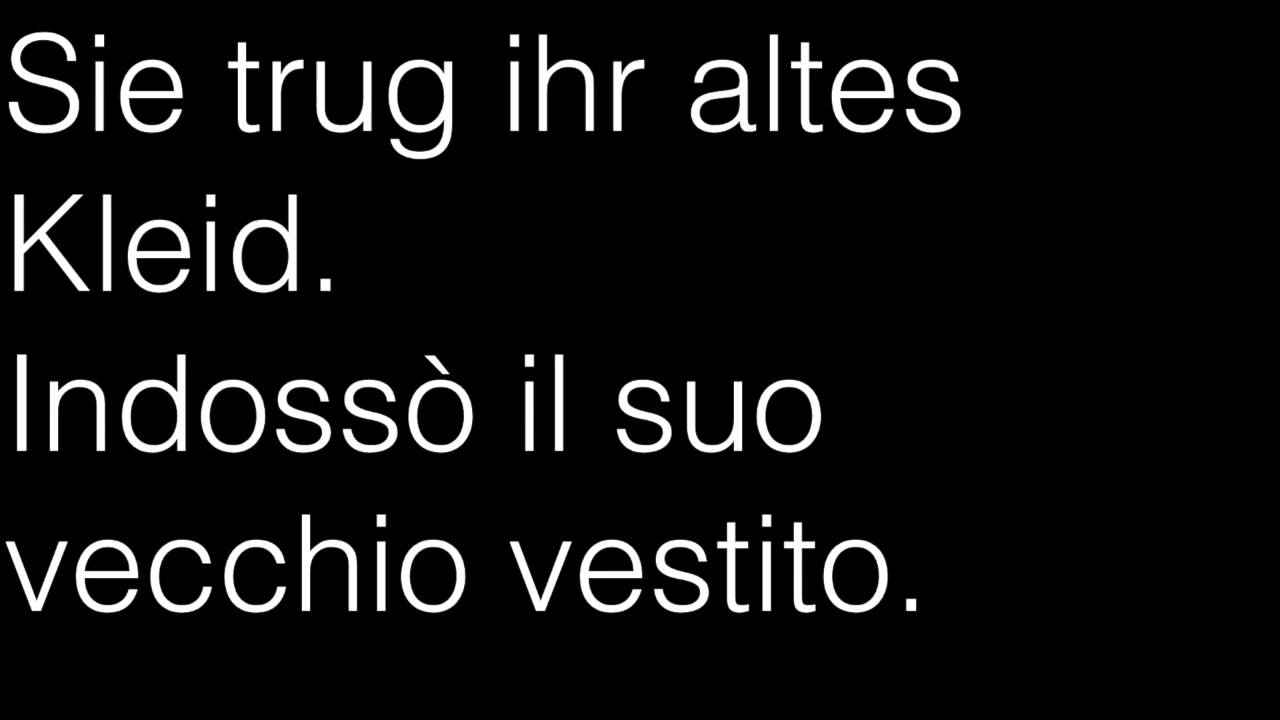 Sie trug ihr altes
Kleid.
Indossò il suo
vecchio vestito.